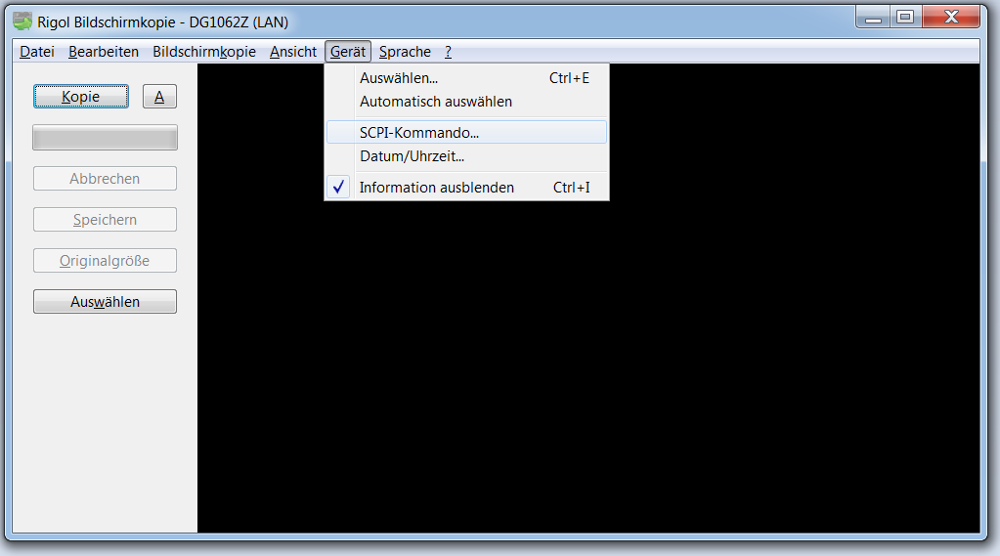 Rigol Bildschirmkopie - DG1062Z (LAN)
Datei Bearbeiten Bildschirmkopie Ansicht Gerät Sprache ?
Kopie A
Abbrechen
Speichern
Originalgröße
Auswählen
Auswählen... Ctrl+E
Automatisch auswählen
SCPI-Kommando...
Datum/Uhrzeit...
Information ausblenden Ctrl+I